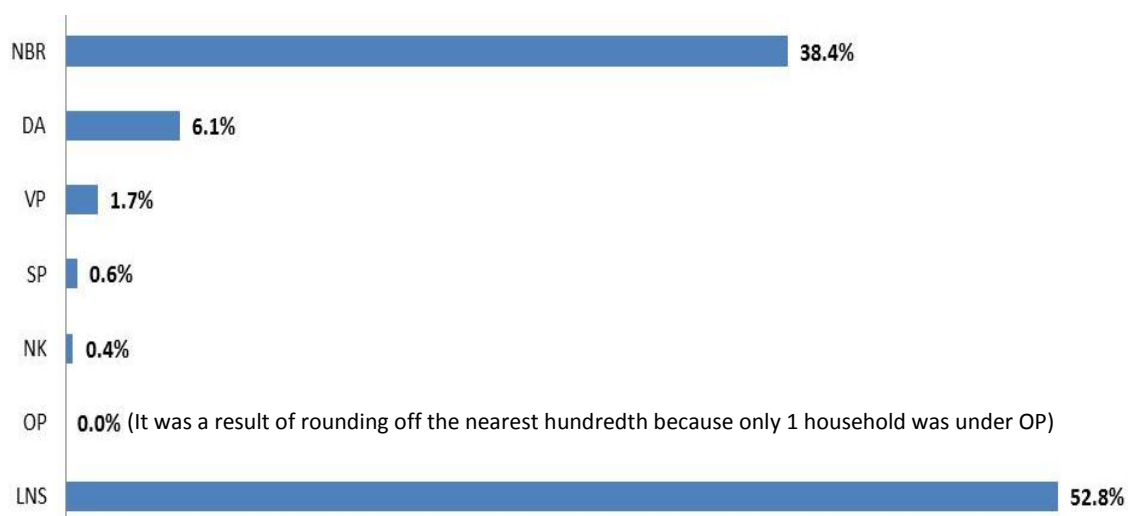 NBR 38.4%
DA 6.1%
VP 1.7%
SP 0.6%
NK 0.4%
OP 0.0% (It was a result of rounding off the nearest hundredth because only 1 household was under OP)
LNS 52.8%